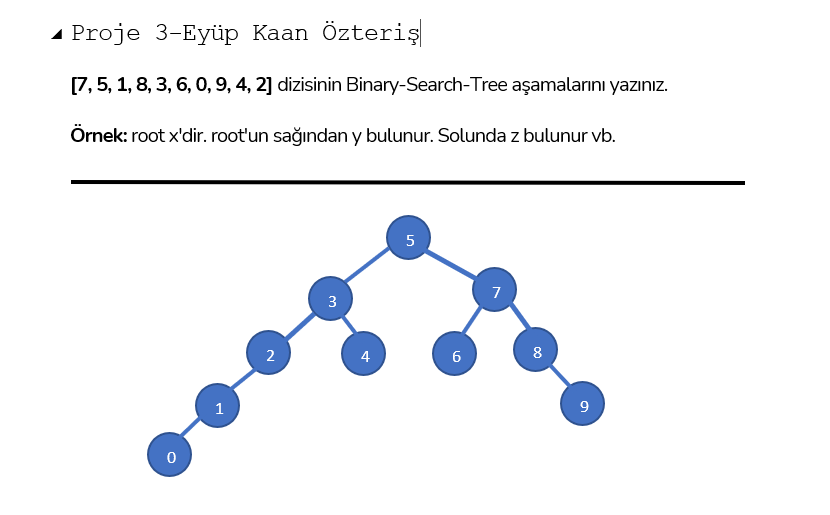 Proje 3-Eyüp Kaan Özteriş
[7, 5, 1, 8, 3, 6, 0, 9, 4, 2] dizisinin Binary-Search-Tree aşamalarını yazınız.
Örnek: root x'dir. root'un sağından y bulunur. Solunda z bulunur vb.
5
3 7
2 4 6 8
1 9
0